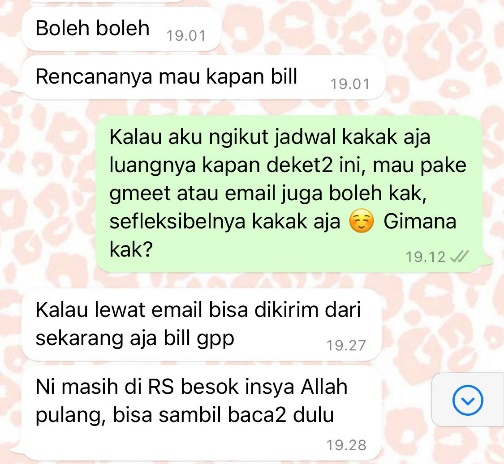 Boleh boleh 19.01
Rencananya mau kapan bill 19.01
Kalau aku ngikut jadwal kakak aja
luangnya kapan deket2 ini, mau pake
gmeet atau email juga boleh kak,
sefleksibelnya kakak aja ☺️ Gimana
kak?
19.12
Kalau lewat email bisa dikirim dari
sekarang aja bill gpp
19.27
Ni masih di RS besok insya Allah
pulang, bisa sambil baca2 dulu
19.28